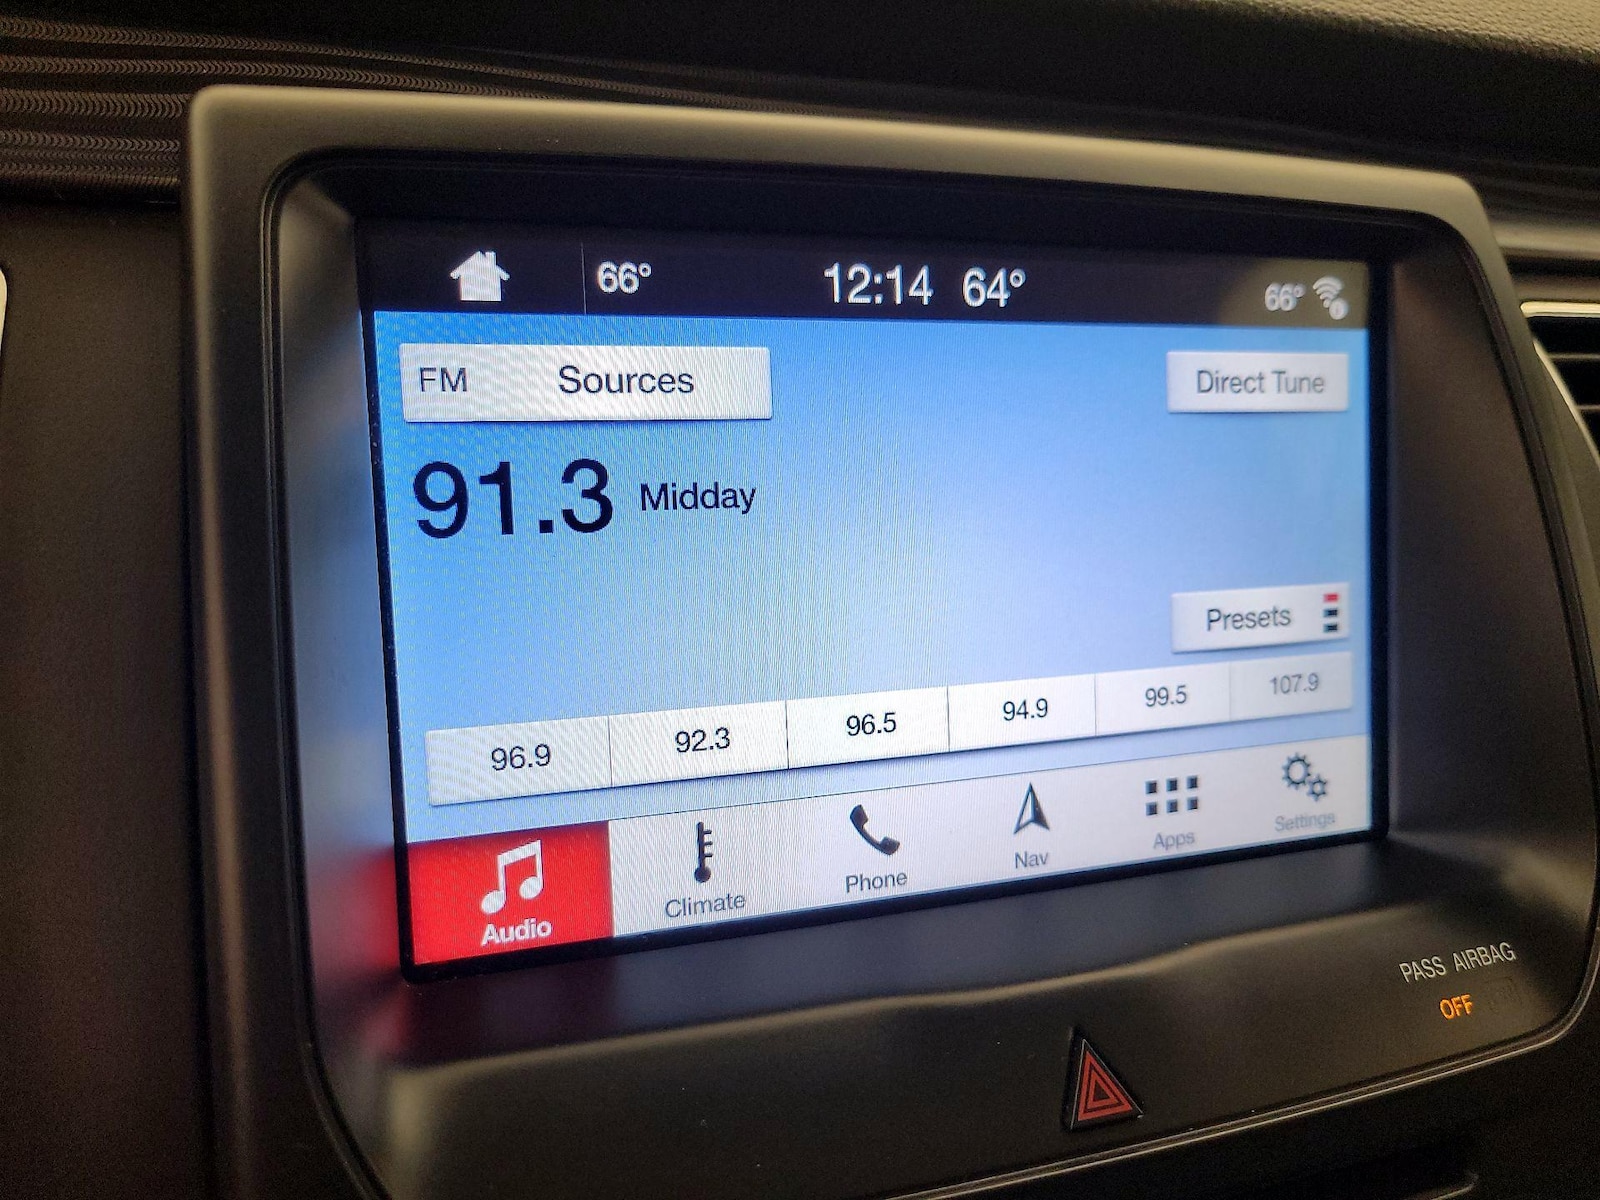 66° 12:14 64° 66°
FM Sources Direct Tune
91.3 Midday
Presets
96.9 92.3 96.5 94.9 99.5 107.9
Audio Climate Phone Nav Apps Settings
PASS AIRBAG
OFF